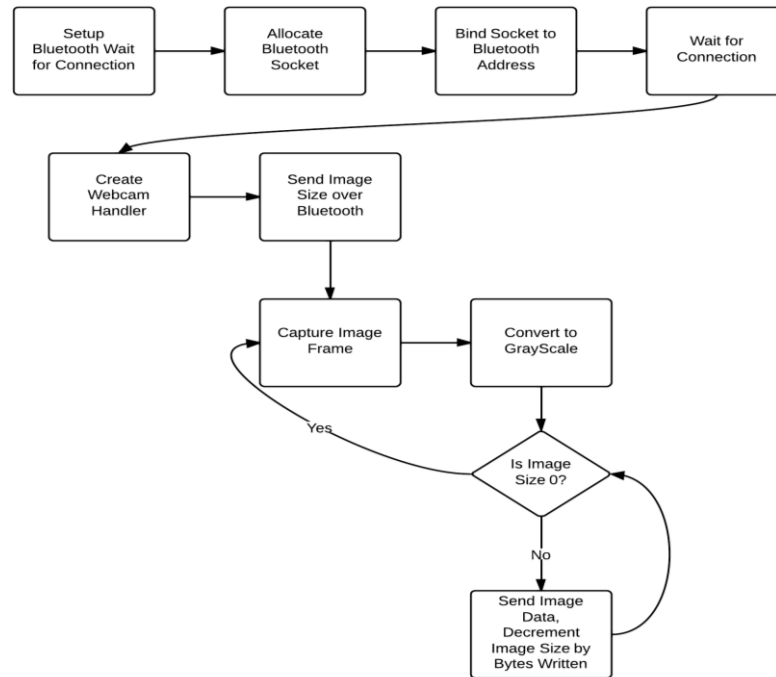 Setup
Bluetooth Wait
for Connection
Allocate
Bluetooth
Socket
Bind Socket to
Bluetooth
Address
Wait for
Connection
Create
Webcam
Handler
Send Image
Size over
Bluetooth
Capture Image
Frame
Convert to
GrayScale
Yes
Is Image
Size 0?
No
Send Image
Data,
Decrement
Image Size by
Bytes Written